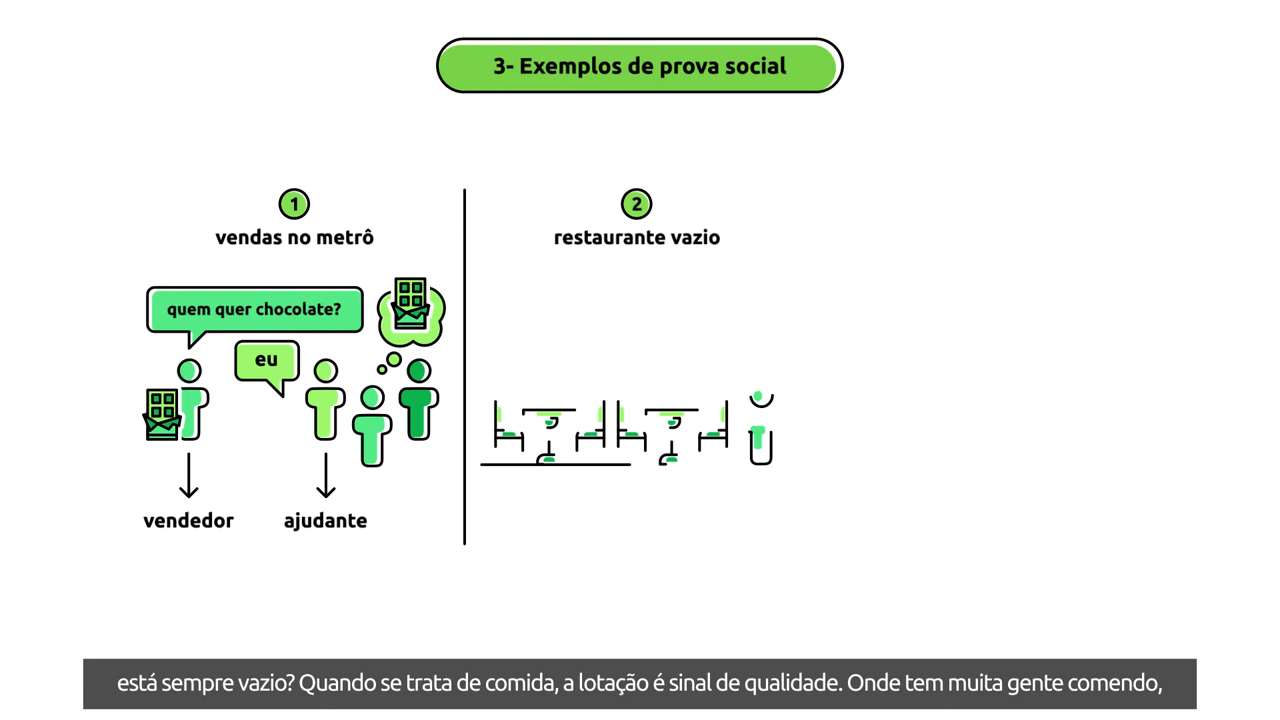 3- Exemplos de prova social
1
vendas no metrô
quem quer chocolate?
eu
vendedor
ajudante
2
restaurante vazio
está sempre vazio? Quando se trata de comida, a lotação é sinal de qualidade. Onde tem muita gente comendo,